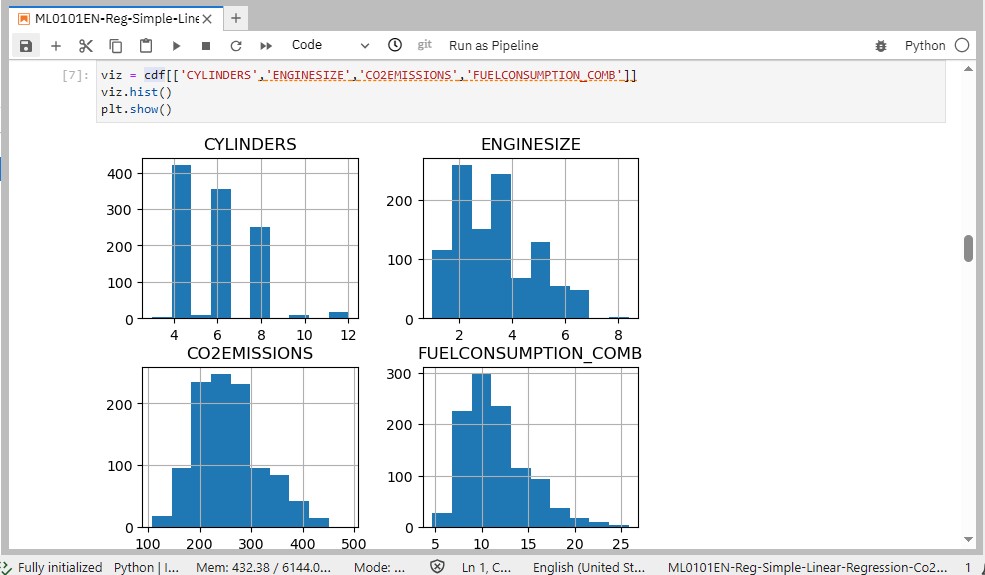 ML0101EN-Reg-Simple-Line
Code
git
Run as Pipeline
Python
[7]:
viz = cdf[['CYLINDERS','ENGINESIZE','CO2EMISSIONS','FUELCONSUMPTION_COMB']]
viz.hist()
plt.show()
CYLINDERS
400
300
200
100
0
4 6 8 10 12
ENGINESIZE
200
100
0
2 4 6 8
CO2EMISSIONS
200
100
0
100 200 300 400 500
FUELCONSUMPTION_COMB
300
200
100
0
5 10 15 20 25
Fully initialized
Python | I...
Mem: 432.38 / 6144.0...
Mode: ...
Ln 1, C...
English (United St...
ML0101EN-Reg-Simple-Linear-Regression-Co2...
1